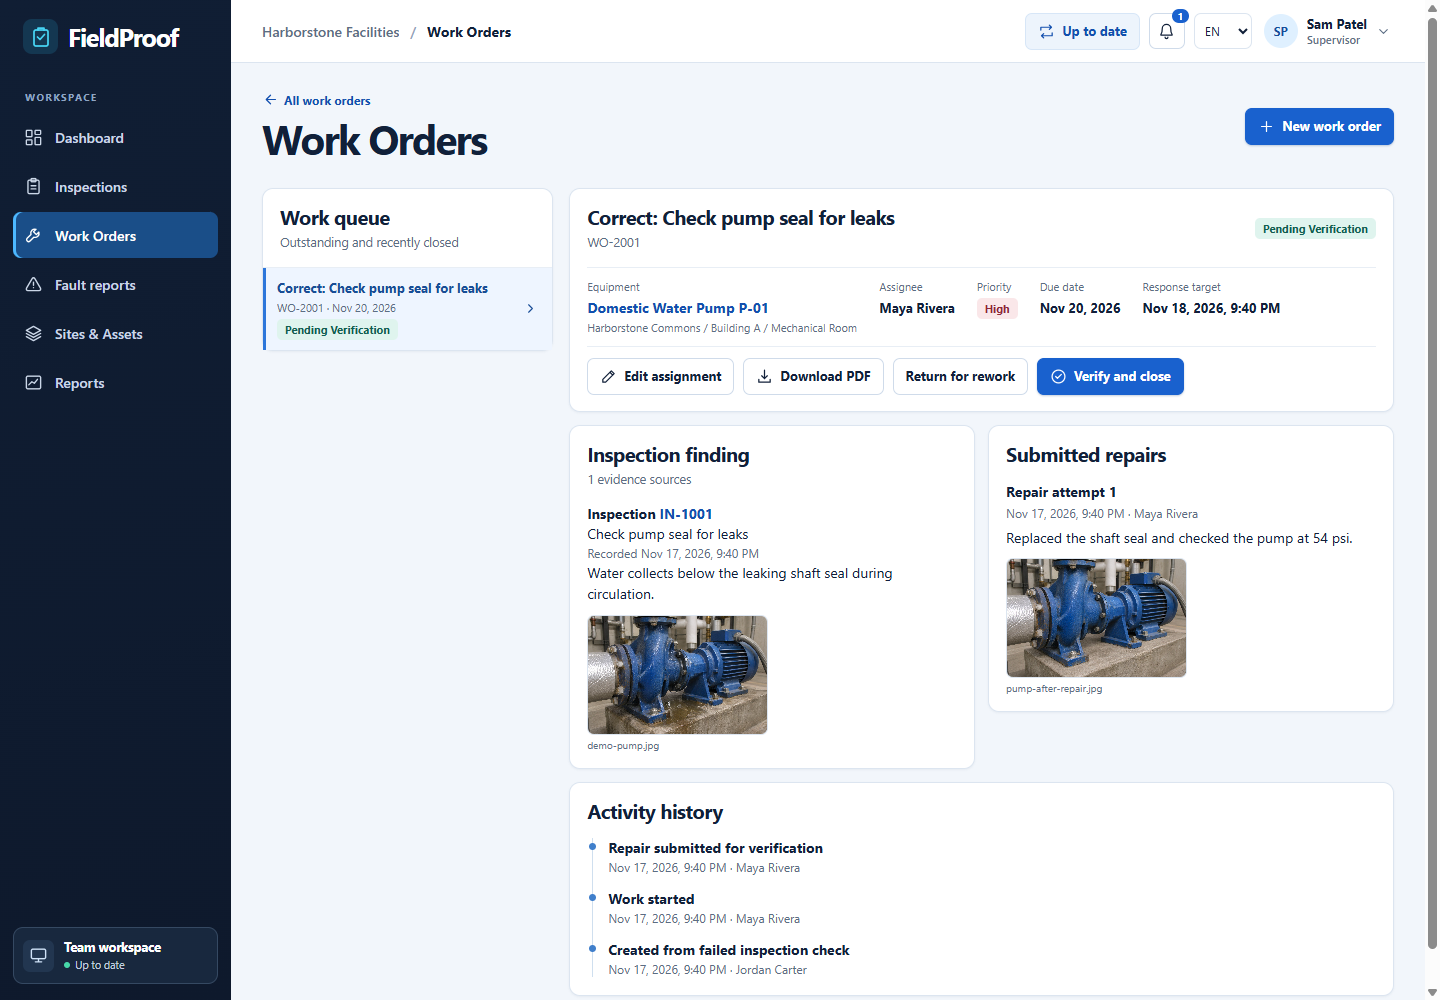 FieldProof
WORKSPACE
Dashboard
Inspections
Work Orders
Fault reports
Sites & Assets
Reports
Team workspace
Up to date
Harborstone Facilities / Work Orders
Up to date
1
EN
SP
Sam Patel
Supervisor
All work orders
Work Orders
New work order
Work queue
Outstanding and recently closed
Correct: Check pump seal for leaks
WO-2001 · Nov 20, 2026
Pending Verification
Correct: Check pump seal for leaks
WO-2001
Pending Verification
Equipment
Domestic Water Pump P-01
Harborstone Commons / Building A / Mechanical Room
Assignee
Maya Rivera
Priority
High
Due date
Nov 20, 2026
Response target
Nov 18, 2026, 9:40 PM
Edit assignment
Download PDF
Return for rework
Verify and close
Inspection finding
1 evidence sources
Inspection IN-1001
Check pump seal for leaks
Recorded Nov 17, 2026, 9:40 PM
Water collects below the leaking shaft seal during
circulation.
demo-pump.jpg
Submitted repairs
Repair attempt 1
Nov 17, 2026, 9:40 PM · Maya Rivera
Replaced the shaft seal and checked the pump at 54 psi.
pump-after-repair.jpg
Activity history
Repair submitted for verification
Nov 17, 2026, 9:40 PM · Maya Rivera
Work started
Nov 17, 2026, 9:40 PM · Maya Rivera
Created from failed inspection check
Nov 17, 2026, 9:40 PM · Jordan Carter